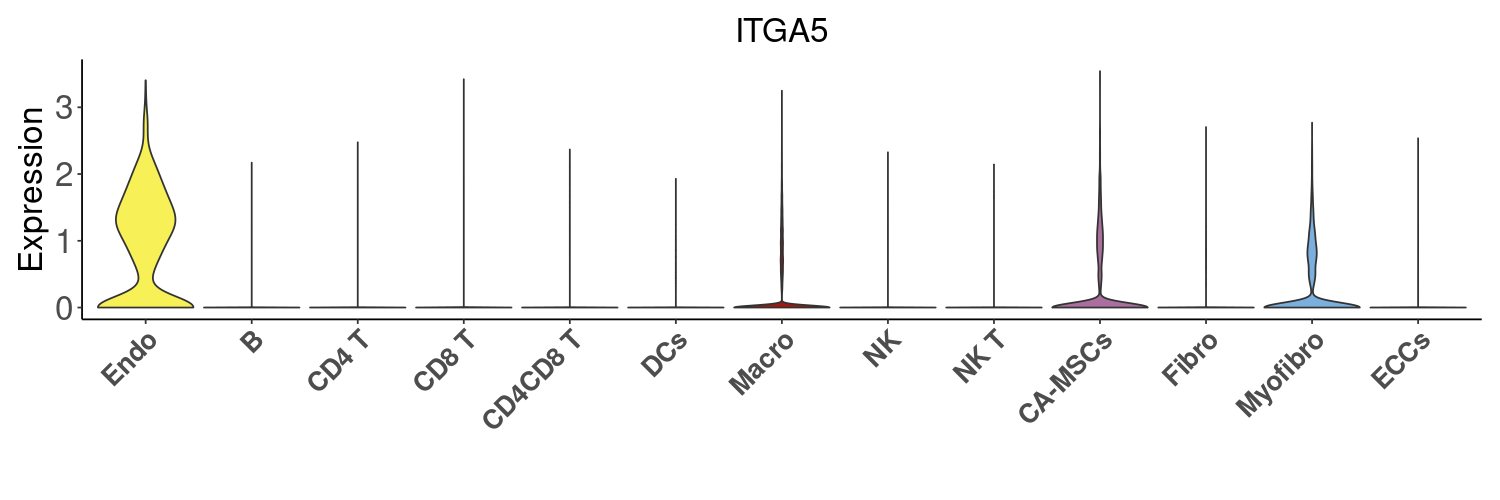 ITGA5
Expression
3
2
1
0
Endo
B
CD4 T
CD8 T
CD4CD8 T
DCs
Macro
NK
NK T
CA-MSCs
Fibro
Myofibro
ECCs